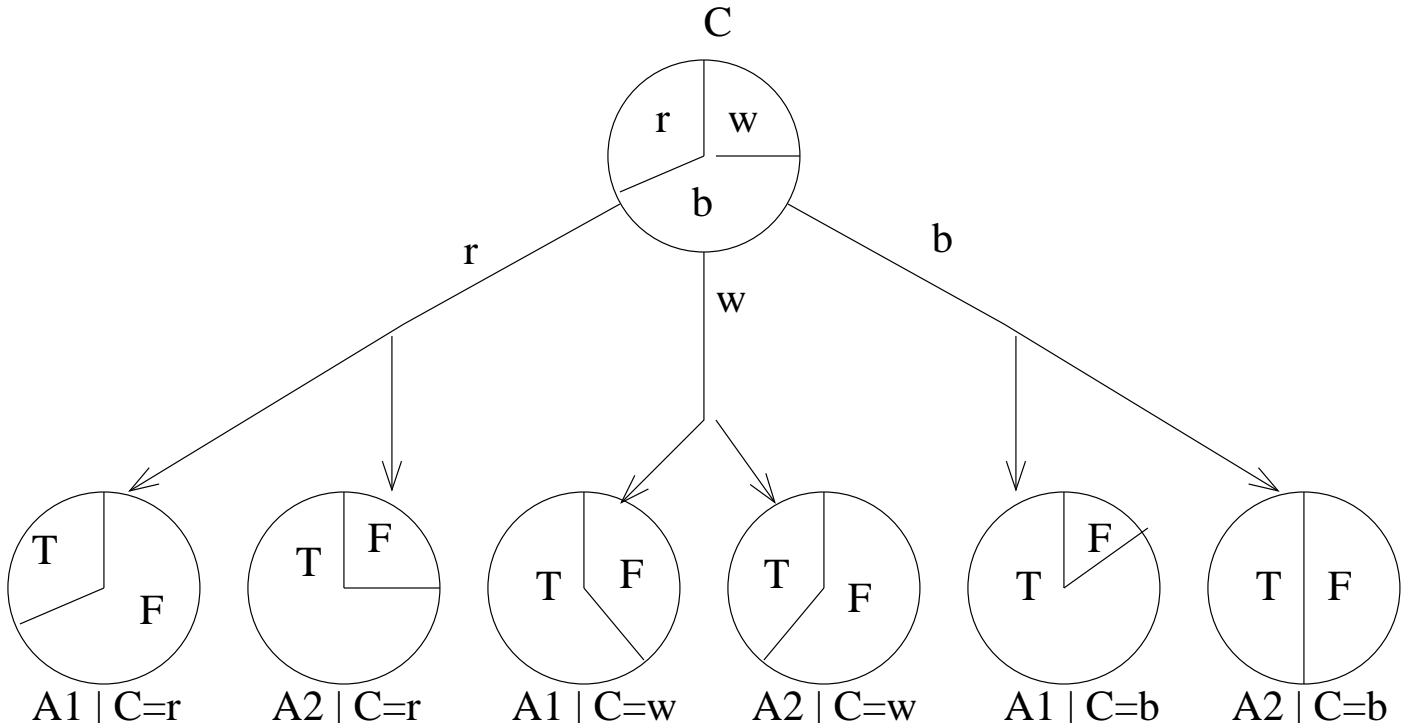 C
r w
b
r
b
w
T
F
T
F
T
F
T
F
T
F
T
F
A1 | C=r
A2 | C=r
A1 | C=w
A2 | C=w
A1 | C=b
A2 | C=b